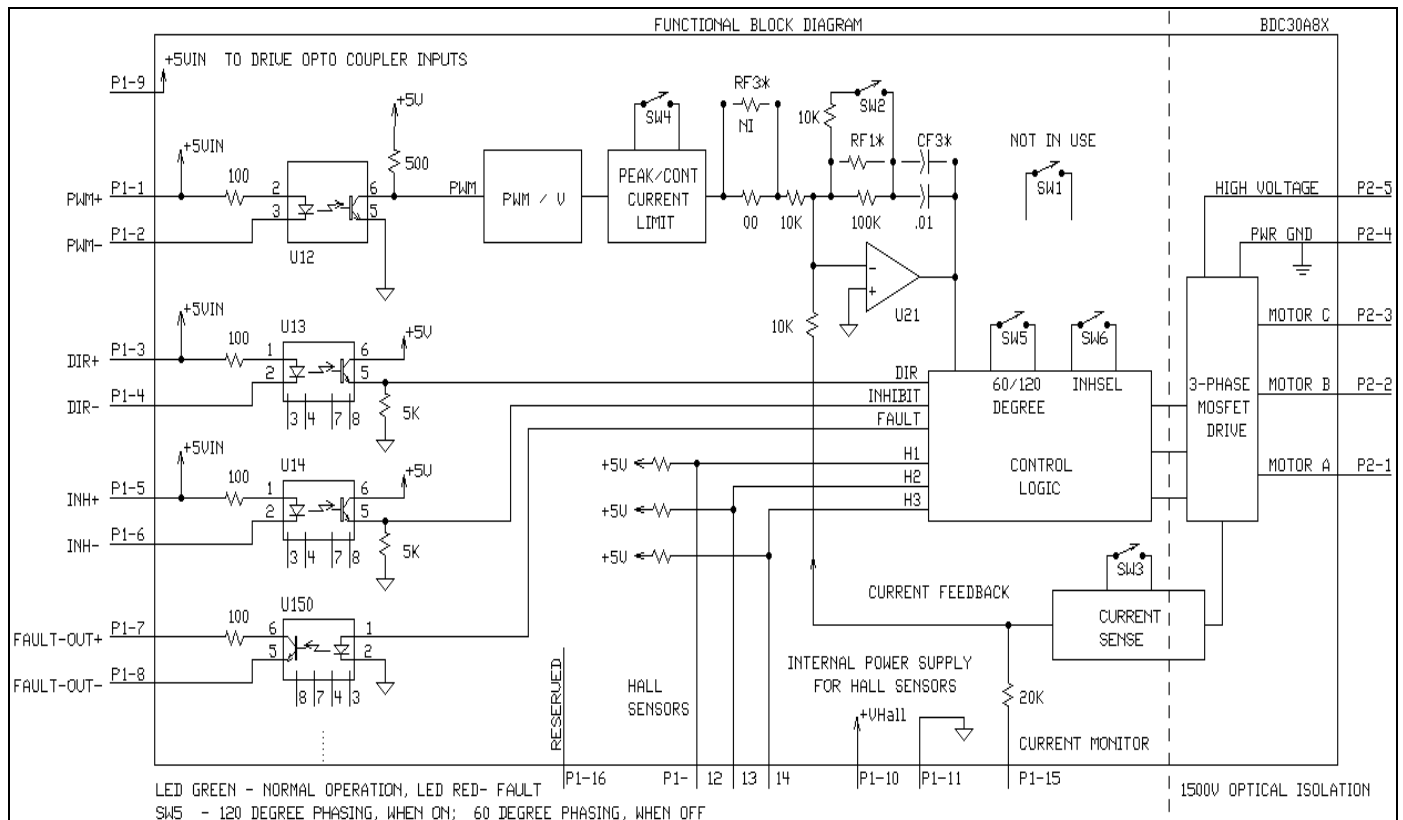 FUNCTIONAL BLOCK DIAGRAM
BDC30A8X
+5VIN TO DRIVE OPTO COUPLER INPUTS
P1-9
+5VIN
P1-1
PWM+
100
2
3
6
5
U12
P1-2
PWM-
+5V
500
PWM
PWM / V
SW4
PEAK/CONT
CURRENT
LIMIT
RF3*
NI
00
10K
10K
SW2
RF1*
CF3*
100K
.01
NOT IN USE
SW1
HIGH VOLTAGE
P2-5
PWR GND
P2-4
-
+
U21
10K
+5VIN
U13
100
P1-3
DIR+
1
2
6
5
+5V
P1-4
DIR-
3 4 7 8
5K
DIR
INHIBIT
FAULT
SW5
SW6
60/120
DEGREE
INHSEL
CONTROL
LOGIC
3-PHASE
MOSFET
DRIVE
MOTOR C
P2-3
MOTOR B
P2-2
MOTOR A
P2-1
+5VIN
U14
100
P1-5
INH+
1
2
6
5
+5V
P1-6
INH-
3 4 7 8
5K
+5V
H1
+5V
H2
+5V
H3
SW3
CURRENT FEEDBACK
CURRENT
SENSE
U150
100
P1-7
FAULT-OUT+
6
5
1
2
P1-8
FAULT-OUT-
8 7 4 3
RESERVED
HALL
SENSORS
INTERNAL POWER SUPPLY
FOR HALL SENSORS
+VHall
20K
CURRENT MONITOR
P1-16
P1- 12 13 14
P1-10
P1-11
P1-15
1500V OPTICAL ISOLATION
LED GREEN - NORMAL OPERATION, LED RED- FAULT
SW5 - 120 DEGREE PHASING, WHEN ON; 60 DEGREE PHASING, WHEN OFF